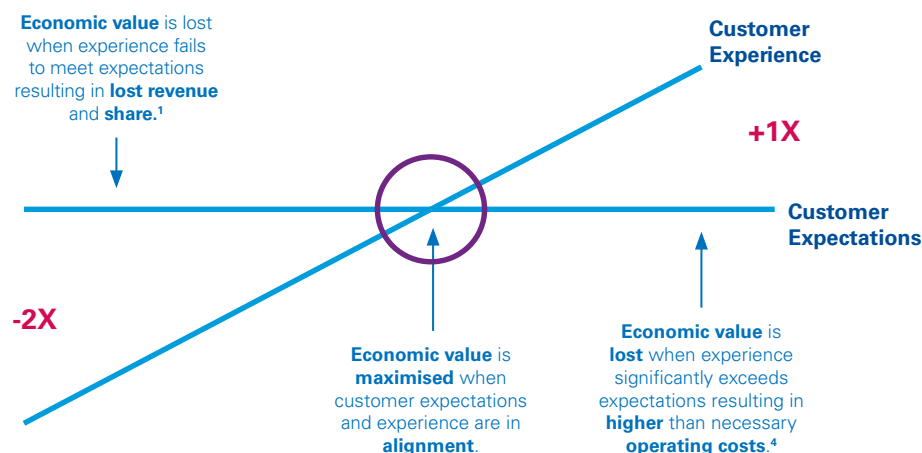 Economic value is lost
when experience fails
to meet expectations
resulting in lost revenue
and share.¹
Customer
Experience
+1X
Customer
Expectations
-2X
Economic value is
maximised when
customer expectations
and experience are in
alignment.
Economic value is
lost when experience
significantly exceeds
expectations resulting in
higher than necessary
operating costs.⁴